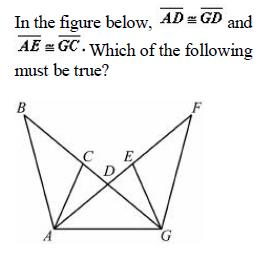 In the figure below, AD ≅ GD and
AE ≅ GC. Which of the following
must be true?
B F
C E
D
A G